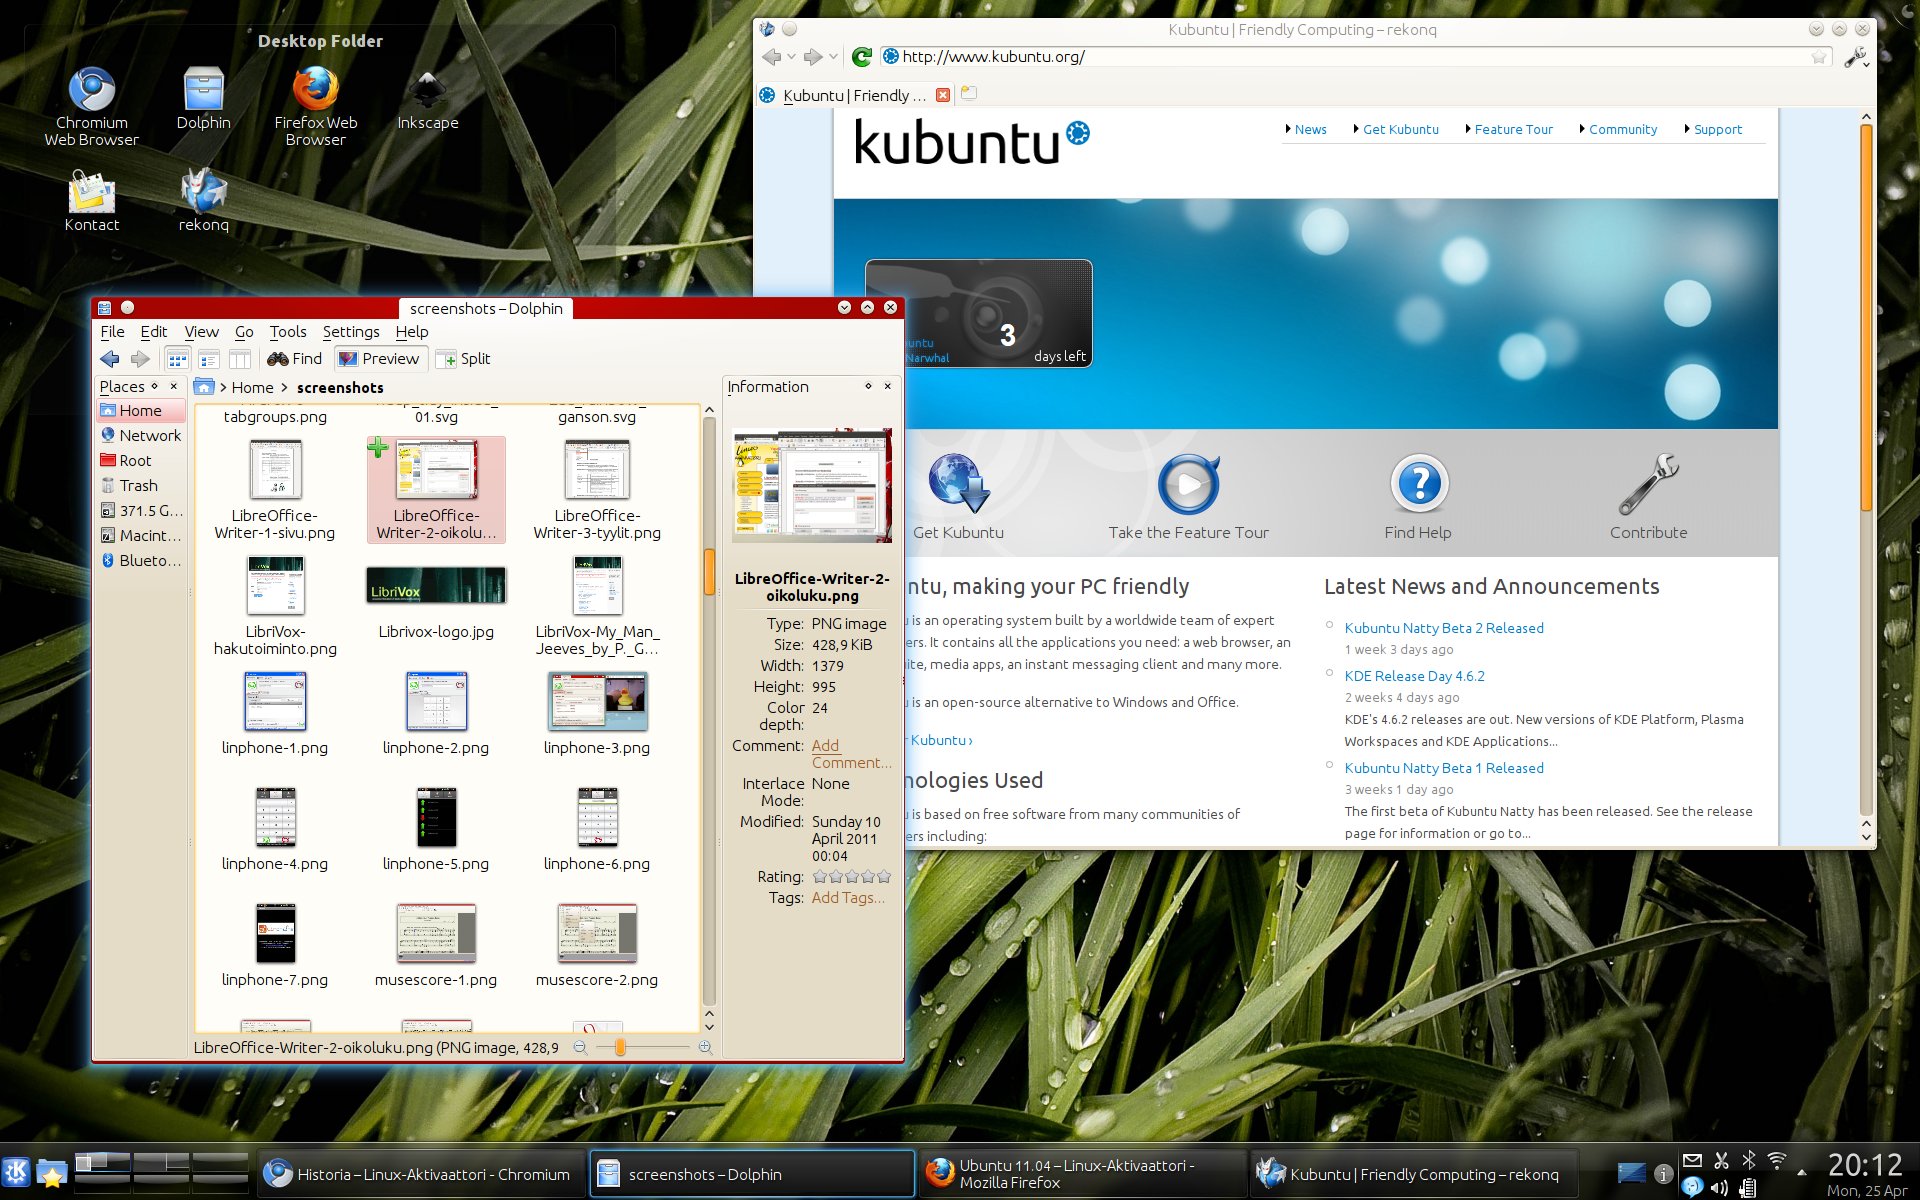 Desktop Folder
Chromium
Web Browser
Dolphin
Firefox Web
Browser
Inkscape
Kontact
rekonq
Kubuntu | Friendly Computing – rekonq
http://www.kubuntu.org/
Kubuntu | Friendly ...
kubuntu
News
Get Kubuntu
Feature Tour
Community
Support
3
days left
untu
Narwhal
Get Kubuntu
Take the Feature Tour
Find Help
Contribute
ntu, making your PC friendly
is an operating system built by a worldwide team of expert
ers. It contains all the applications you need: a web browser, an
uite, media apps, an instant messaging client and many more.
is an open-source alternative to Windows and Office.
Kubuntu ›
nologies Used
is based on free software from many communities of
ers including:
Latest News and Announcements
Kubuntu Natty Beta 2 Released
1 week 3 days ago
KDE Release Day 4.6.2
2 weeks 4 days ago
KDE's 4.6.2 releases are out. New versions of KDE Platform, Plasma
Workspaces and KDE Applications...
Kubuntu Natty Beta 1 Released
3 weeks 1 day ago
The first beta of Kubuntu Natty has been released. See the release
page for information or go to...
screenshots – Dolphin
File Edit View Go Tools Settings Help
Find Preview Split
Places
Home
Network
Root
Trash
371.5 G...
Macint...
Blueto...
Home > screenshots
tabgroups.png
01.svg
ganson.svg
LibreOffice-
Writer-1-sivu.png
LibreOffice-
Writer-2-oikolu...
LibreOffice-
Writer-3-tyylit.png
LibriVox
LibriVox-
hakutoiminto.png
Librivox-logo.jpg
LibriVox-My_Man_
Jeeves_by_P._G...
linphone-1.png
linphone-2.png
linphone-3.png
linphone-4.png
linphone-5.png
linphone-6.png
linphone-7.png
musescore-1.png
musescore-2.png
LibreOffice-Writer-2-oikoluku.png (PNG image, 428,9
Information
LibreOffice-Writer-2-
oikoluku.png
Type: PNG image
Size: 428,9 KiB
Width: 1379
Height: 995
Color
depth: 24
Comment: Add
Comment...
Interlace
Mode: None
Modified: Sunday 10
April 2011
00:04
Rating:
Tags: Add Tags...
Historia – Linux-Aktivaattori - Chromium
screenshots – Dolphin
Ubuntu 11.04 – Linux-Aktivaattori -
Mozilla Firefox
Kubuntu | Friendly Computing – rekonq
20:12
Mon, 25 Apr